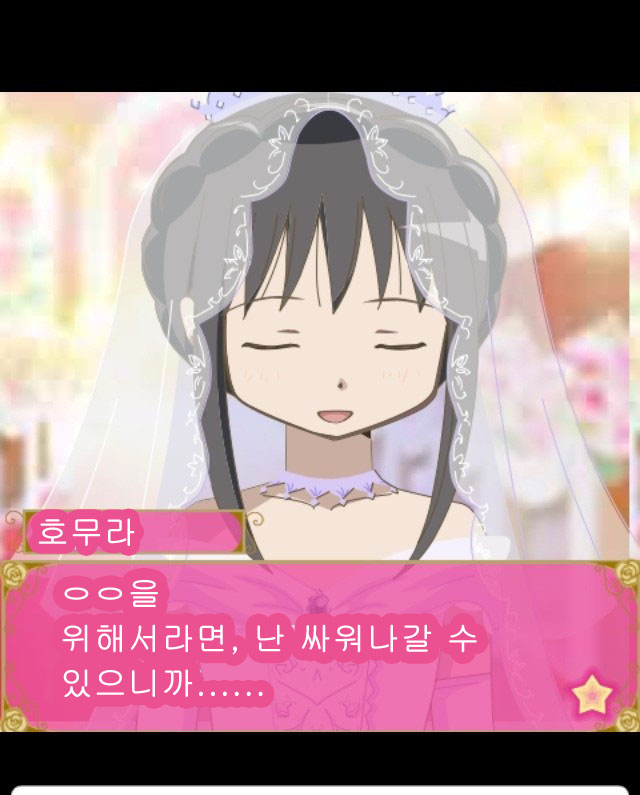 호무라
ㅇㅇ을
위해서라면, 난 싸워나갈 수
있으니까......